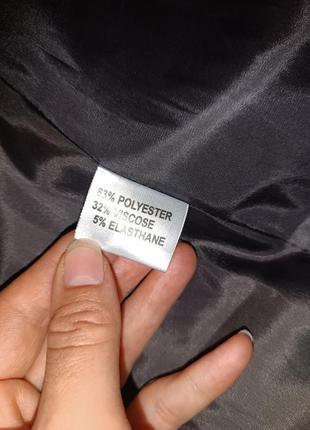 63% POLYESTER
32% VISCOSE
5% ELASTHANE